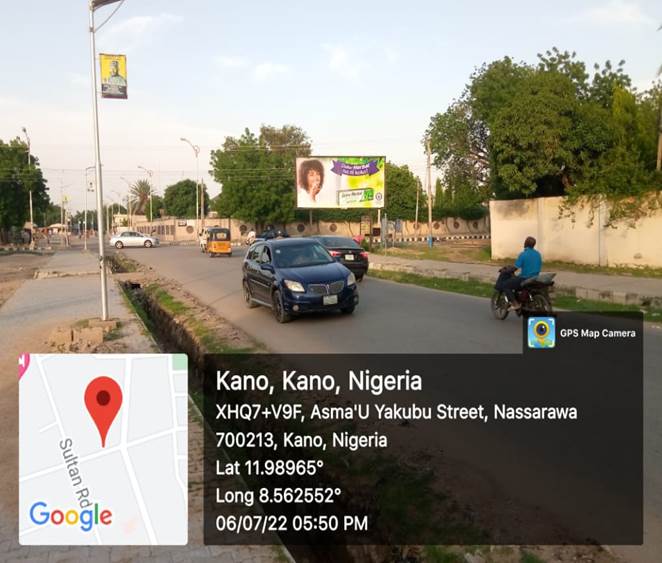 GPS Map Camera
Kano, Kano, Nigeria
XHQ7+V9F, Asma'U Yakubu Street, Nassarawa
700213, Kano, Nigeria
Lat 11.98965°
Long 8.562552°
06/07/22 05:50 PM
Sultan Rd
Google